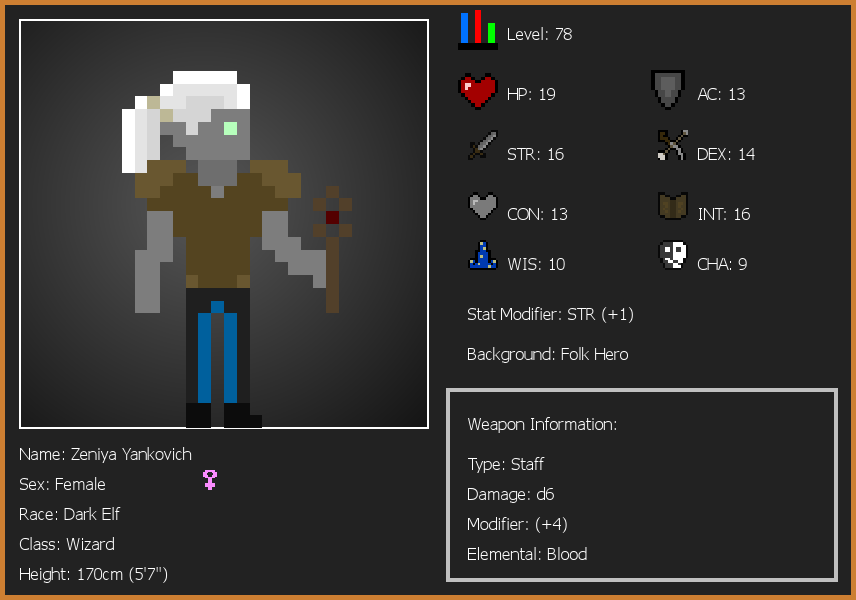 Level: 78
HP: 19
AC: 13
STR: 16
DEX: 14
CON: 13
INT: 16
WIS: 10
CHA: 9
Stat Modifier: STR (+1)
Background: Folk Hero
Weapon Information:
Type: Staff
Damage: d6
Modifier: (+4)
Elemental: Blood
Name: Zeniya Yankovich
Sex: Female
Race: Dark Elf
Class: Wizard
Height: 170cm (5'7")